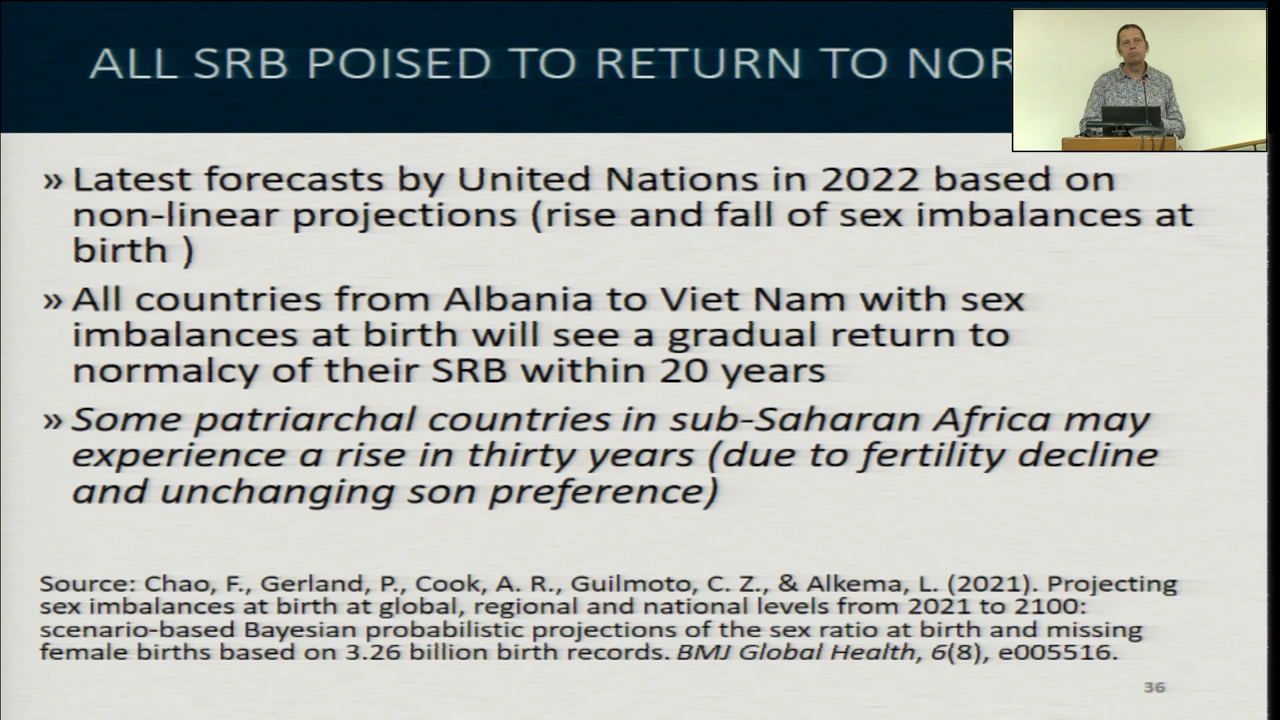 ALL SRB POISED TO RETURN TO NOR
» Latest forecasts by United Nations in 2022 based on
non-linear projections (rise and fall of sex imbalances at
birth )
» All countries from Albania to Viet Nam with sex
imbalances at birth will see a gradual return to
normalcy of their SRB within 20 years
» Some patriarchal countries in sub-Saharan Africa may
experience a rise in thirty years (due to fertility decline
and unchanging son preference)
Source: Chao, F., Gerland, P., Cook, A. R., Guilmoto, C. Z., & Alkema, L. (2021). Projecting
sex imbalances at birth at global, regional and national levels from 2021 to 2100:
scenario-based Bayesian probabilistic projections of the sex ratio at birth and missing
female births based on 3.26 billion birth records. BMJ Global Health, 6(8), e005516.
36